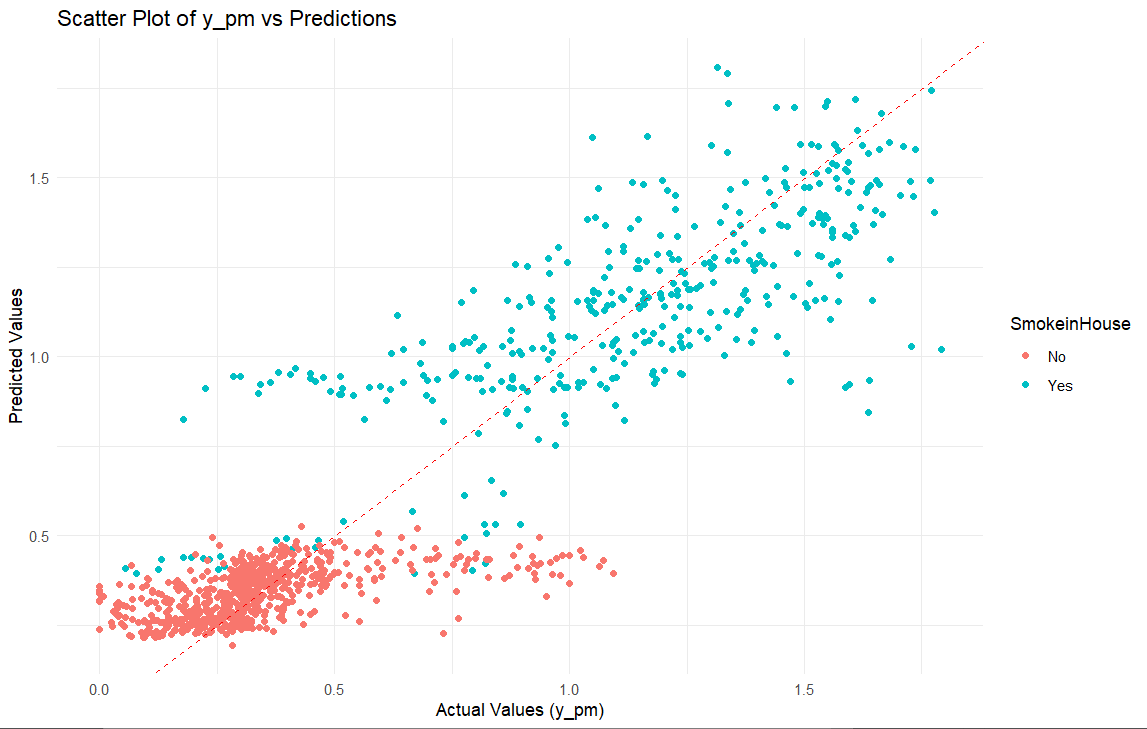 Scatter Plot of y_pm vs Predictions
Predicted Values
1.5
1.0
0.5
0.0 0.5 1.0 1.5
Actual Values (y_pm)
SmokeinHouse
No
Yes